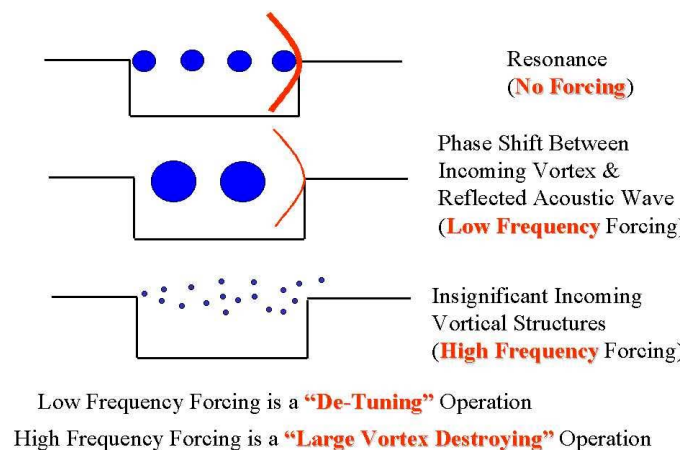 Resonance
(No Forcing)
Phase Shift Between
Incoming Vortex &
Reflected Acoustic Wave
(Low Frequency Forcing)
Insignificant Incoming
Vortical Structures
(High Frequency Forcing)
Low Frequency Forcing is a “De-Tuning” Operation
High Frequency Forcing is a “Large Vortex Destroying” Operation